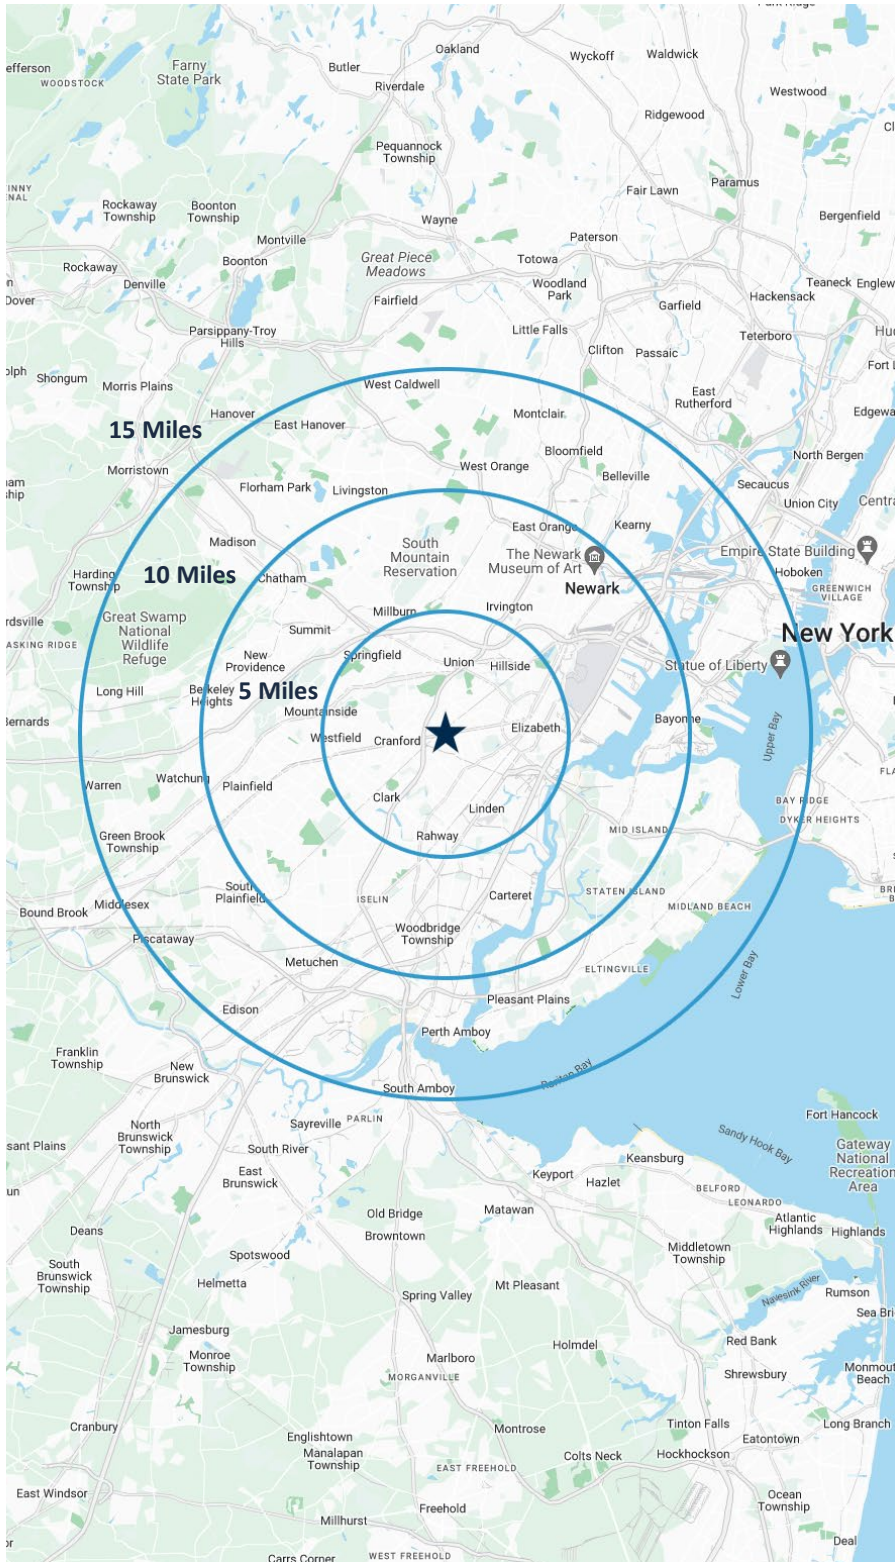 Oakland
Wyckoff
Waldwick
Farny
State Park
Butler
WOODSTOCK
Riverdale
Westwood
Ridgewood
Pequannock
Township
Paramus
Fair Lawn
Rockaway
Township
Boonton
Township
Wayne
Bergenfield
Montville
Paterson
Great Piece
Meadows
Totowa
Boonton
Rockaway
Denville
Woodland
Park
Teaneck
Englew
Hackensack
Dover
Fairfield
Garfield
Parsippany-Troy
Hills
Little Falls
Teterboro
Clifton
Passaic
Fort L
Shongum
Morris Plains
West Caldwell
East
Rutherford
Hanover
East Hanover
Montclair
Edgewa
15 Miles
Bloomfield
North Bergen
Morristown
West Orange
Belleville
Secaucus
Florham Park
Livingston
Union City
Centra
East Orange
Kearny
Madison
South
Mountain
Reservation
The Newark
Museum of Art
Empire State Building
Harding
Township
10 Miles
Chatham
Newark
Hoboken
GREENWICH
VILLAGE
Millburn
Irvington
Great Swamp
National
Wildlife
Refuge
Summit
New York
ASKING RIDGE
New
Providence
Springfield
Union
Hillside
Statue of Liberty
Long Hill
Berkeley
Heights
5 Miles
Mountainside
Bayonne
Upper Bay
Bernards
Westfield
Cranford
Elizabeth
Warren
Watchung
Plainfield
Clark
Linden
BAY RIDGE
DYKER HEIGHTS
Green Brook
Township
Rahway
MID ISLAND
South
Plainfield
ISELIN
Carteret
STATEN ISLAND
MIDLAND BEACH
Bound Brook
Middlesex
Woodbridge
Township
Piscataway
Metuchen
ELTINGVILLE
Lower Bay
Edison
Pleasant Plains
Perth Amboy
Franklin
Township
New
Brunswick
Raritan Bay
South Amboy
Sayreville
PARLIN
Fort Hancock
North
Brunswick
Township
sant Plains
South River
Sandy Hook Bay
Gateway
National
Recreation
Area
East
Brunswick
Keyport
Keansburg
Hazlet
BELFORD
LEONARDO
Old Bridge
Matawan
Atlantic
Highlands
Highlands
Deans
Browntown
Spotswood
Middletown
Township
South
Brunswick
Township
Helmetta
Mt Pleasant
Navesink River
Spring Valley
Rumson
Sea Bri
Jamesburg
Holmdel
Red Bank
Monroe
Township
Marlboro
MORGANVILLE
Shrewsbury
Monmout
Beach
Cranbury
Englishtown
Montrose
Tinton Falls
Long Branch
Manalapan
Township
Eatontown
Colts Neck
Hockhockson
EAST FREEHOLD
East Windsor
Freehold
Ocean
Township
Millhurst
Deal
Carrs Corner
WEST FREEHOLD